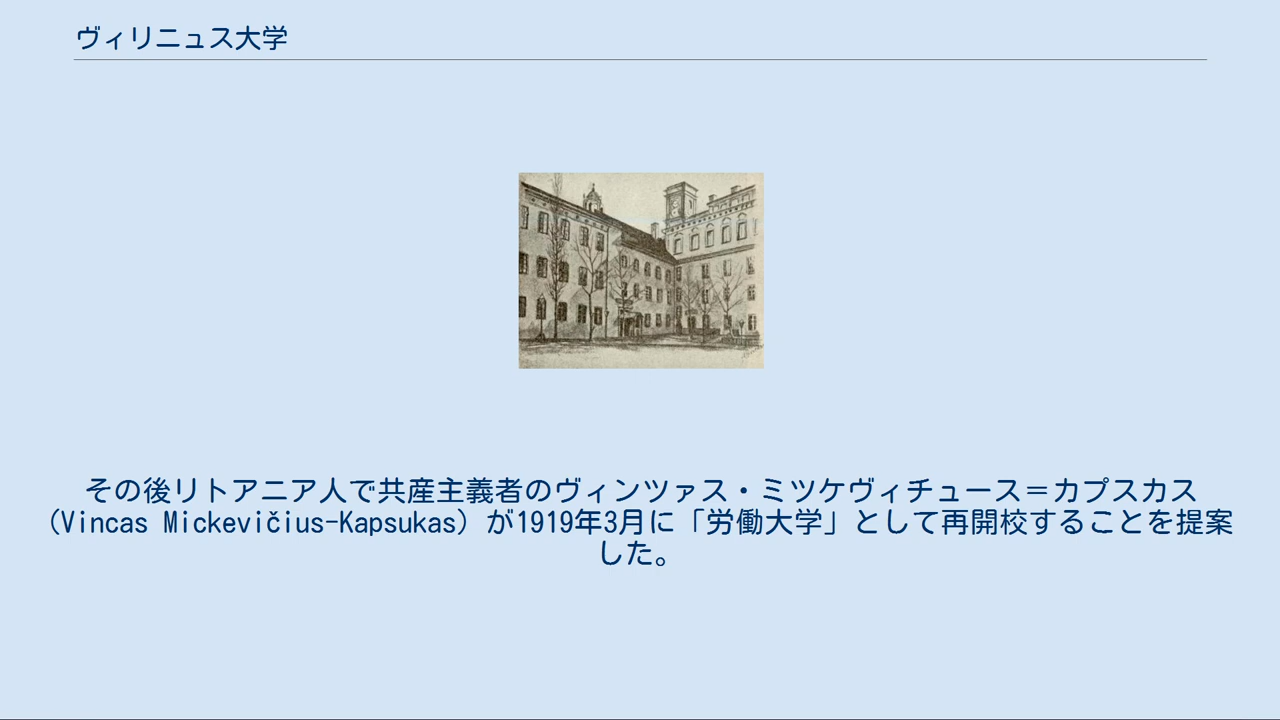 ヴィリニュス大学
その後リトアニア人で共産主義者のヴィンツァス・ミツケヴィチュース＝カプスカス
（Vincas Mickevičius-Kapsukas）が1919年3月に「労働大学」として再開校することを提案
した。